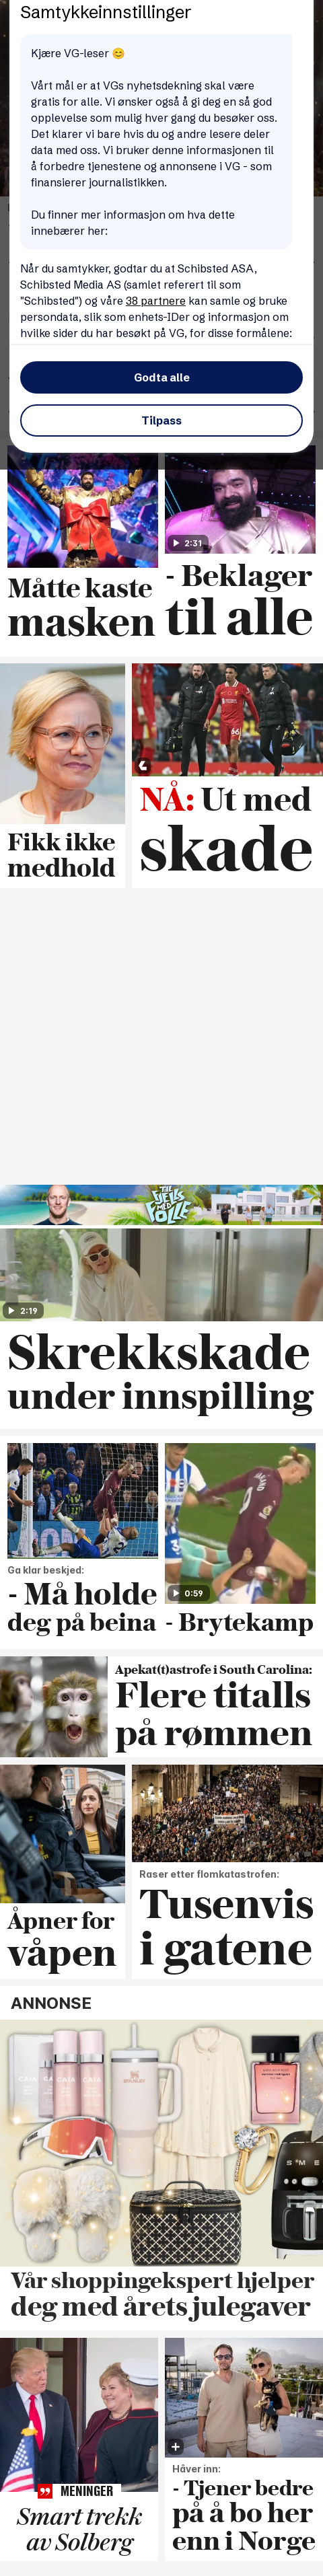 Samtykkeinnstillinger
Kjære VG-leser 😊
Vårt mål er at VGs nyhetsdekning skal være
gratis for alle. Vi ønsker også å gi deg en så god
opplevelse som mulig hver gang du besøker oss.
Det klarer vi bare hvis du og andre lesere deler
data med oss. Vi bruker denne informasjonen til
å forbedre tjenestene og annonsene i VG - som
finansierer journalistikken.
Du finner mer informasjon om hva dette
innebærer her:
Når du samtykker, godtar du at Schibsted ASA,
Schibsted Media AS (samlet referert til som
"Schibsted") og våre 38 partnere kan samle og bruke
persondata, slik som enhets-IDer og informasjon om
hvilke sider du har besøkt på VG, for disse formålene:
Godta alle
Tilpass
Måtte kaste
masken
2:31
- Beklager
til alle
Fikk ikke
medhold
66
NÅ: Ut med
skade
TIL FJELLS MED FOLLE
2:19
Skrekkskade
under innspilling
Ga klar beskjed:
- Må holde
deg på beina
0:59
- Brytekamp
Apekat(t)astrofe i South Carolina:
Flere titalls
på rømmen
Åpner for
våpen
Raser etter flomkatastrofen:
Tusenvis
i gatene
ANNONSE
CAIA
STANLEY
Vår shoppingekspert hjelper
deg med årets julegaver
MENINGER
Smart trekk
av Solberg
Håver inn:
- Tjener bedre
på å bo her
enn i Norge